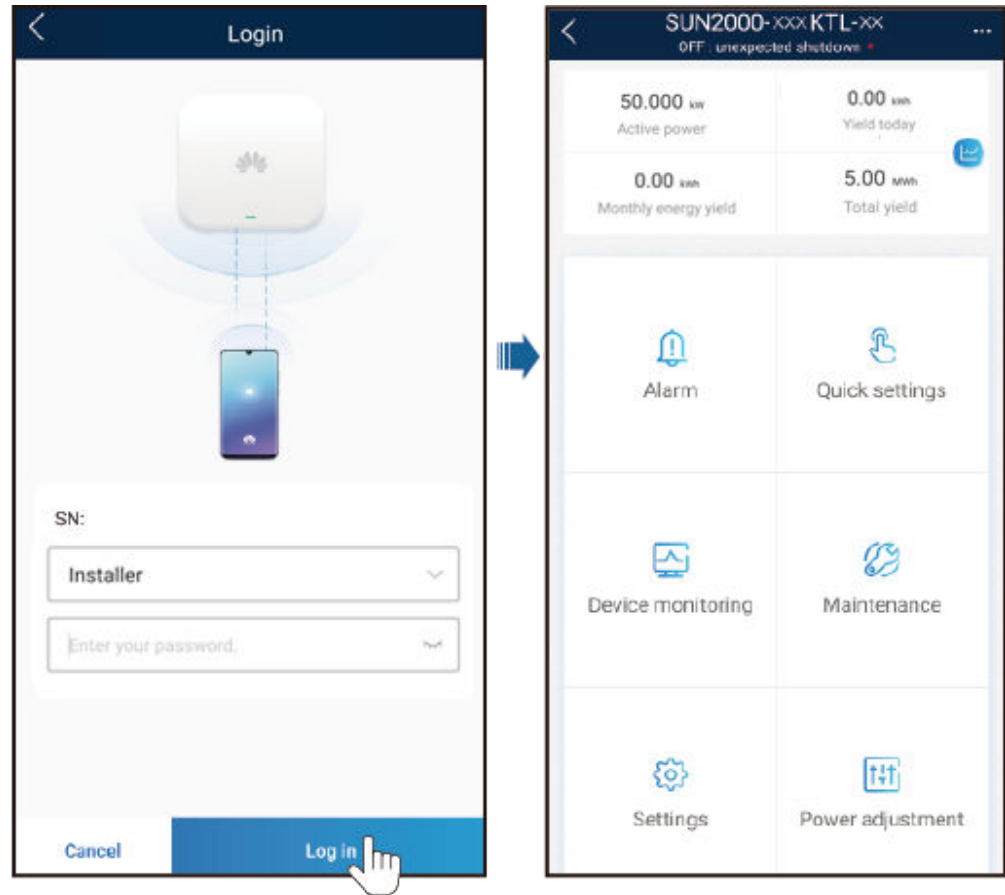 Login
SN:
Installer
Enter your password.
Cancel
Log in
SUN2000-xxxKTL-xx
OFF : unexpected shutdown
50.000 kW
Active power
0.00 kWh
Yield today
0.00 kWh
Monthly energy yield
5.00 MWh
Total yield
Alarm
Quick settings
Device monitoring
Maintenance
Settings
Power adjustment